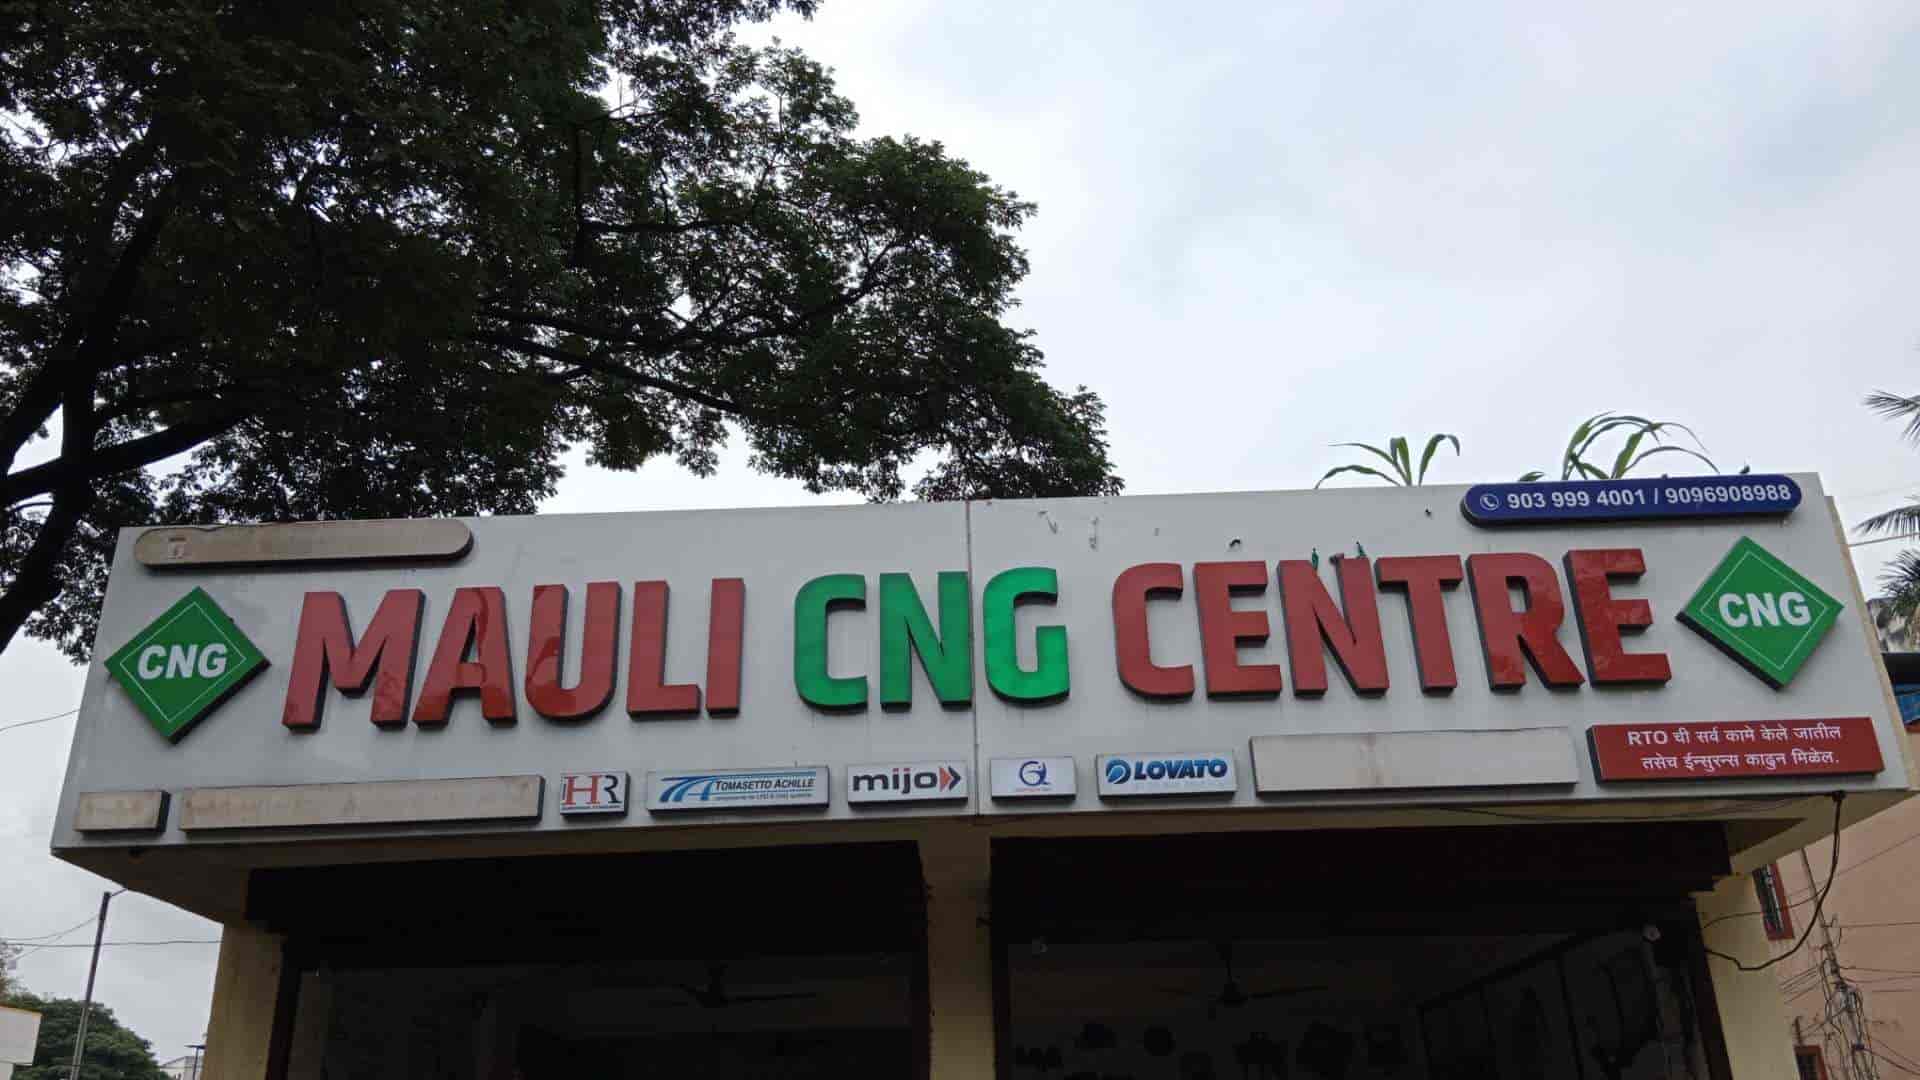 903 999 4001 / 9096908988
CNG
MAULI CNG CENTRE
CNG
RTO ची सर्व कामे केले जातील
तसेच ईन्सुरन्स काढुन मिळेल.
HR
TOMASETTO ACHILLE
mijo
LOVATO